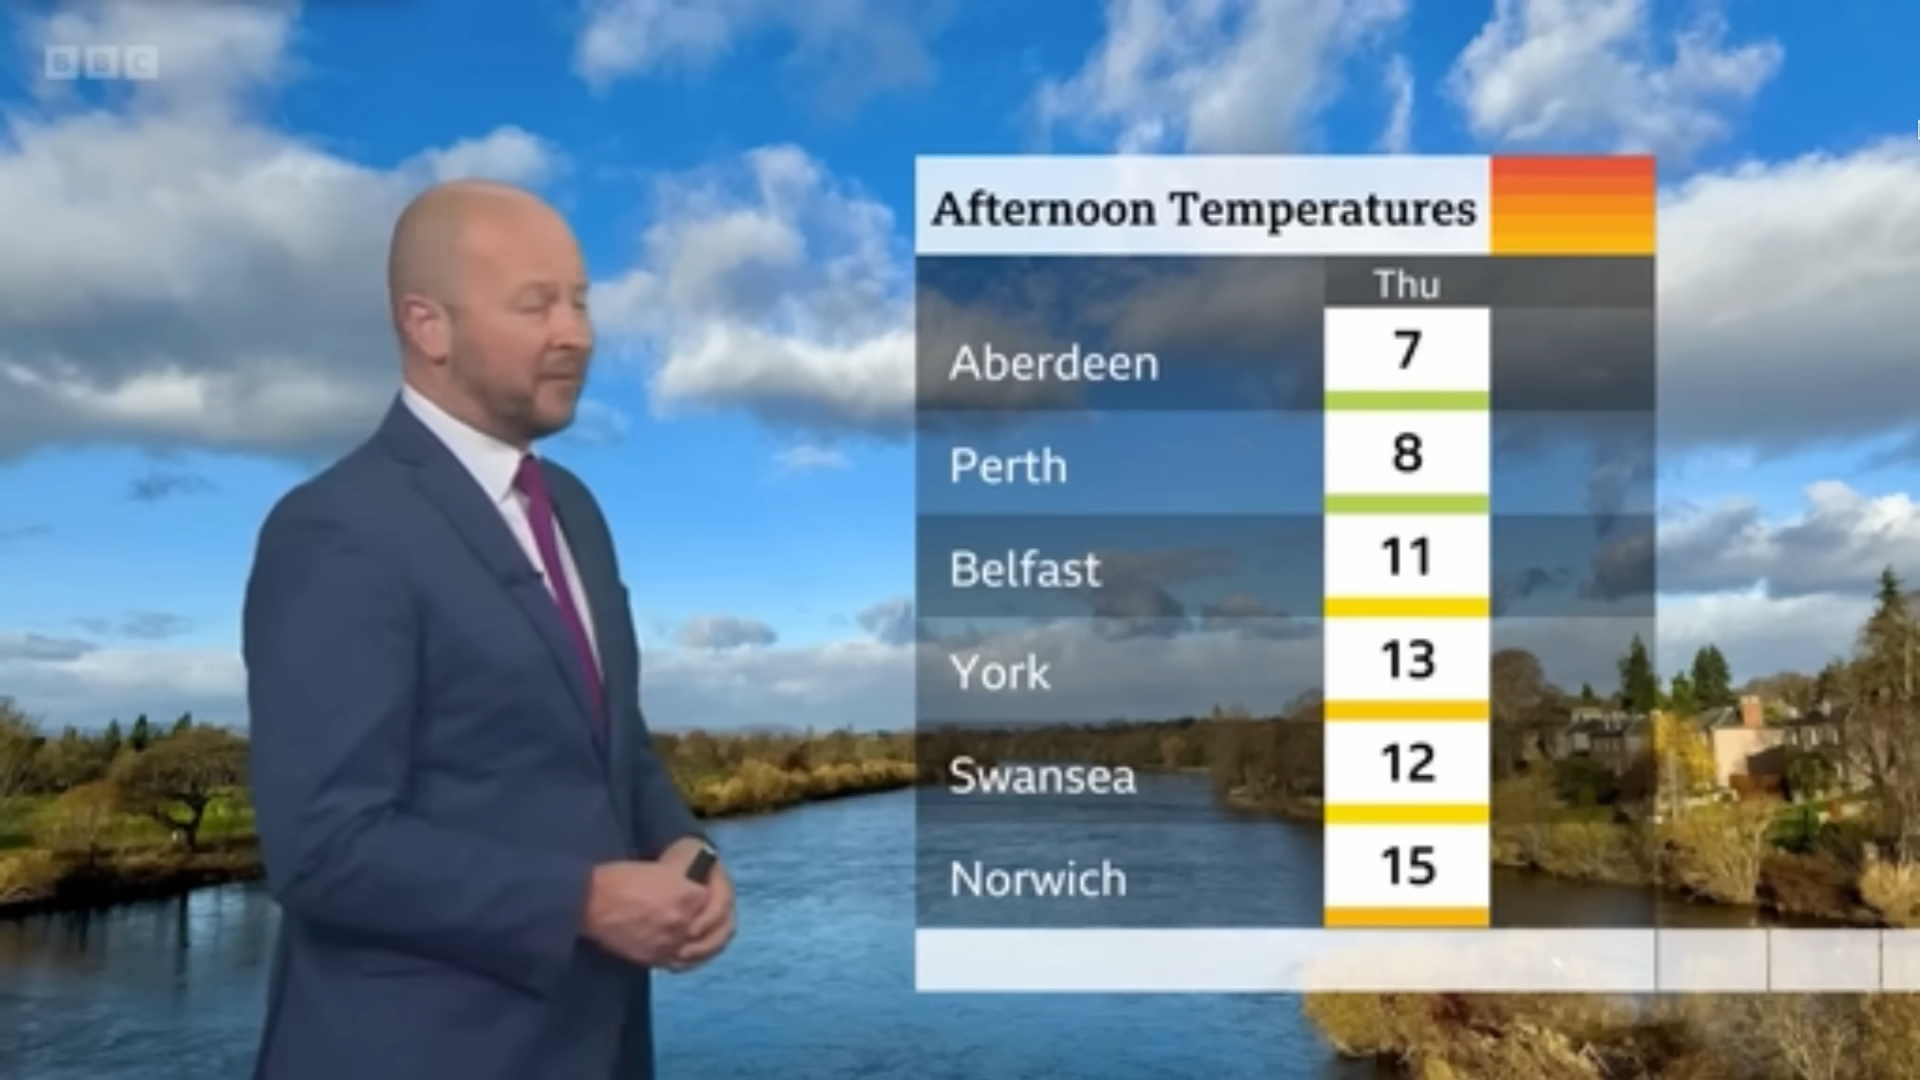 BBC
Afternoon Temperatures
Thu
Aberdeen 7
Perth 8
Belfast 11
York 13
Swansea 12
Norwich 15